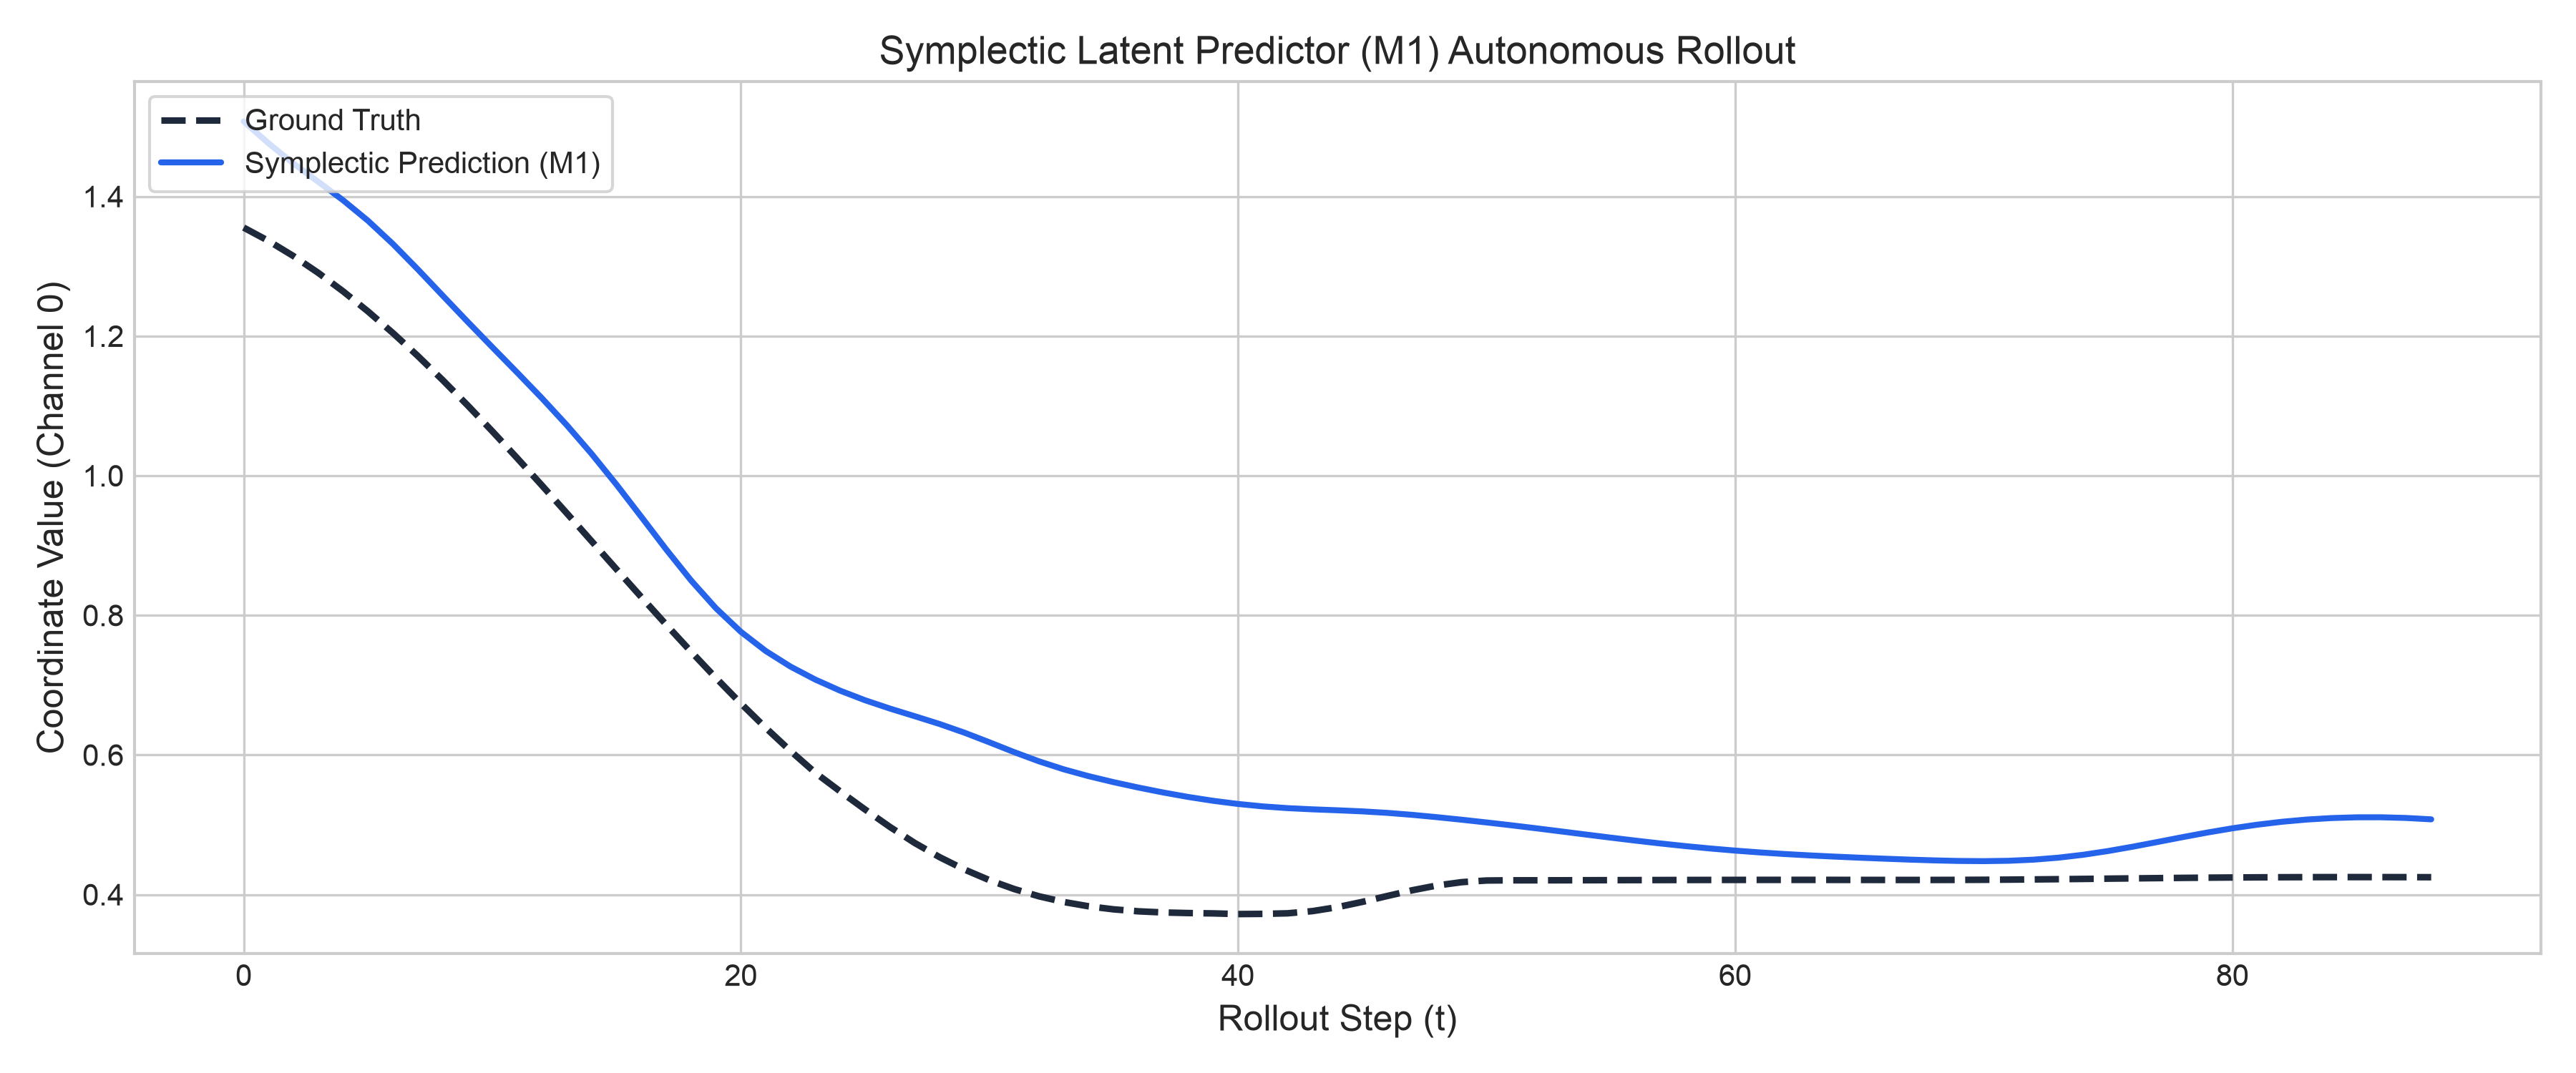 Symplectic Latent Predictor (M1) Autonomous Rollout
Ground Truth
Symplectic Prediction (M1)
Coordinate Value (Channel 0)
1.4
1.2
1.0
0.8
0.6
0.4
0
20
40
60
80
Rollout Step (t)